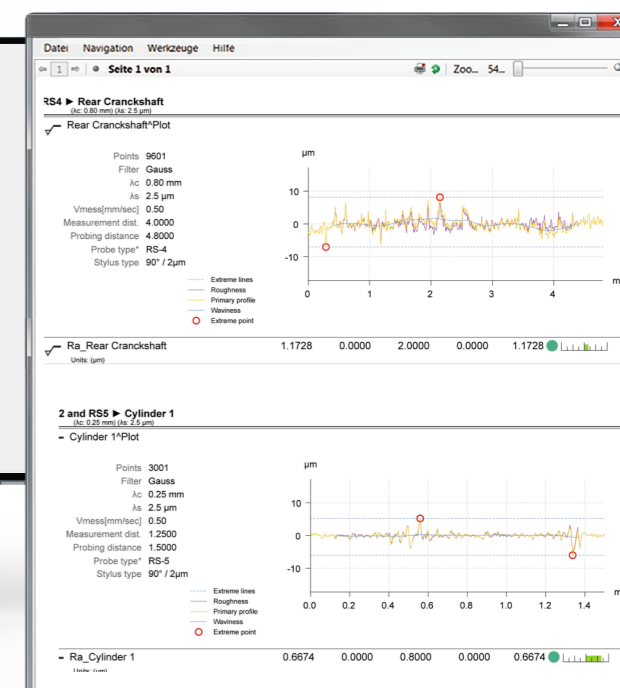 Datei Navigation Werkzeuge Hilfe
1 Seite 1 von 1 Zoo... 54...
RS4 ► Rear Cranckshaft
(λc: 0.80 mm) (λs: 2.5 µm)
Rear Cranckshaft^Plot
Points 9601
Filter Gauss
λc 0.80 mm
λs 2.5 µm
Vmess[mm/sec] 0.50
Measurement dist. 4.0000
Probing distance 4.8000
Probe type* RS-4
Stylus type 90° / 2µm
Extreme lines
Roughness
Primary profile
Waviness
Extreme point
µm
10
0
-10
0 1 2 3 4
m
Ra_Rear Cranckshaft 1.1728 0.0000 2.0000 0.0000 1.1728
Units: (µm)
2 and RS5 ► Cylinder 1
(λc: 0.25 mm) (λs: 2.5 µm)
Cylinder 1^Plot
Points 3001
Filter Gauss
λc 0.25 mm
λs 2.5 µm
Vmess[mm/sec] 0.50
Measurement dist. 1.2500
Probing distance 1.5000
Probe type* RS-5
Stylus type 90° / 2µm
Extreme lines
Roughness
Primary profile
Waviness
Extreme point
µm
10
0
-10
0.0 0.2 0.4 0.6 0.8 1.0 1.2 1.4
m
Ra_Cylinder 1 0.6674 0.0000 0.8000 0.0000 0.6674
Units: (µm)